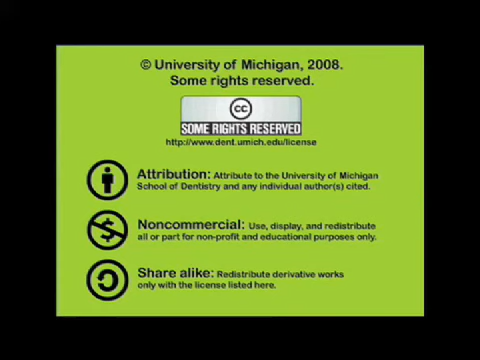 © University of Michigan, 2008.
Some rights reserved.
cc
SOME RIGHTS RESERVED
http://www.dent.umich.edu/license
Attribution: Attribute to the University of Michigan
School of Dentistry and any individual author(s) cited.
Noncommercial: Use, display, and redistribute
all or part for non-profit and educational purposes only.
Share alike: Redistribute derivative works
only with the license listed here.